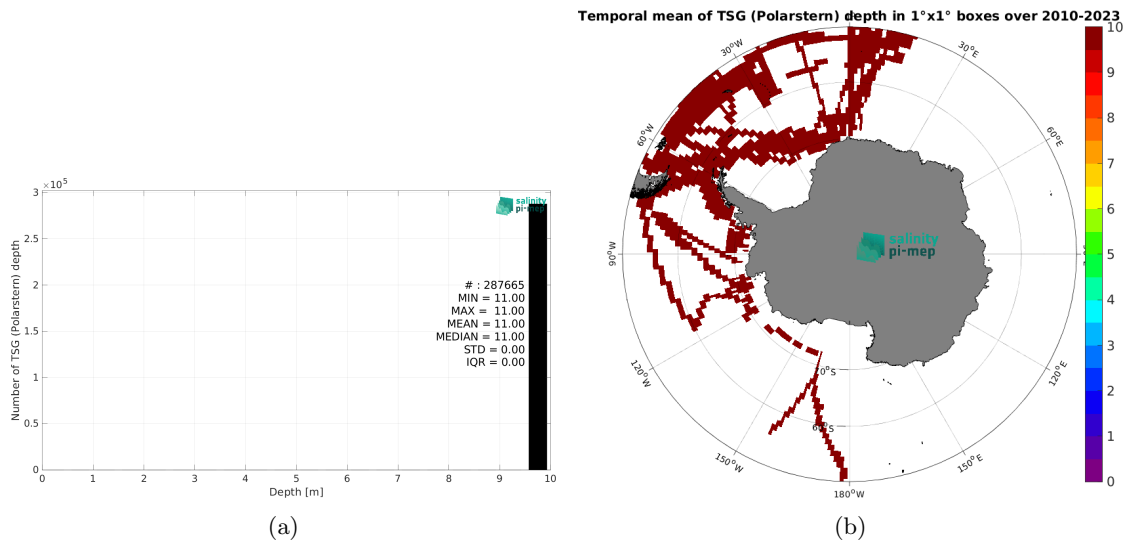 ×10⁵
3
2.5
2
1.5
1
0.5
0
0 1 2 3 4 5 6 7 8 9 10
Number of TSG (Polarstern) depth
Depth [m]
salinity
pi-mep
# : 287665
MIN = 11.00
MAX = 11.00
MEAN = 11.00
MEDIAN = 11.00
STD = 0.00
IQR = 0.00
(a)
Temporal mean of TSG (Polarstern) depth in 1°x1° boxes over 2010-2023
30°W
30°E
60°W
60°E
90°W
120°W
120°E
150°W
150°E
180°W
70°S
60°S
salinity
pi-mep
10
9
8
7
6
5
4
3
2
1
0
(b)